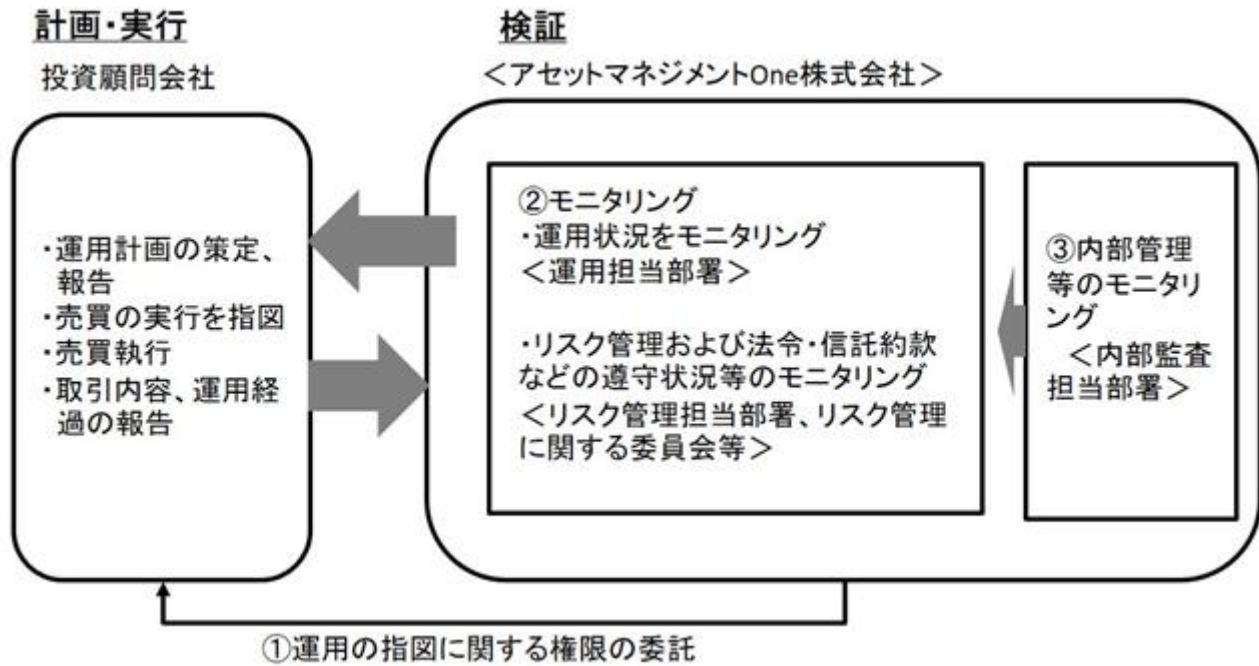 計画・実行
投資顧問会社
・運用計画の策定、
報告
・売買の実行を指図
・売買執行
・取引内容、運用経
過の報告
検証
＜アセットマネジメントOne株式会社＞
②モニタリング
・運用状況をモニタリング
＜運用担当部署＞
・リスク管理および法令・信託約款
などの遵守状況等のモニタリング
＜リスク管理担当部署、リスク管理
に関する委員会等＞
③内部管理
等のモニタリ
ング
＜内部監査
担当部署＞
①運用の指図に関する権限の委託